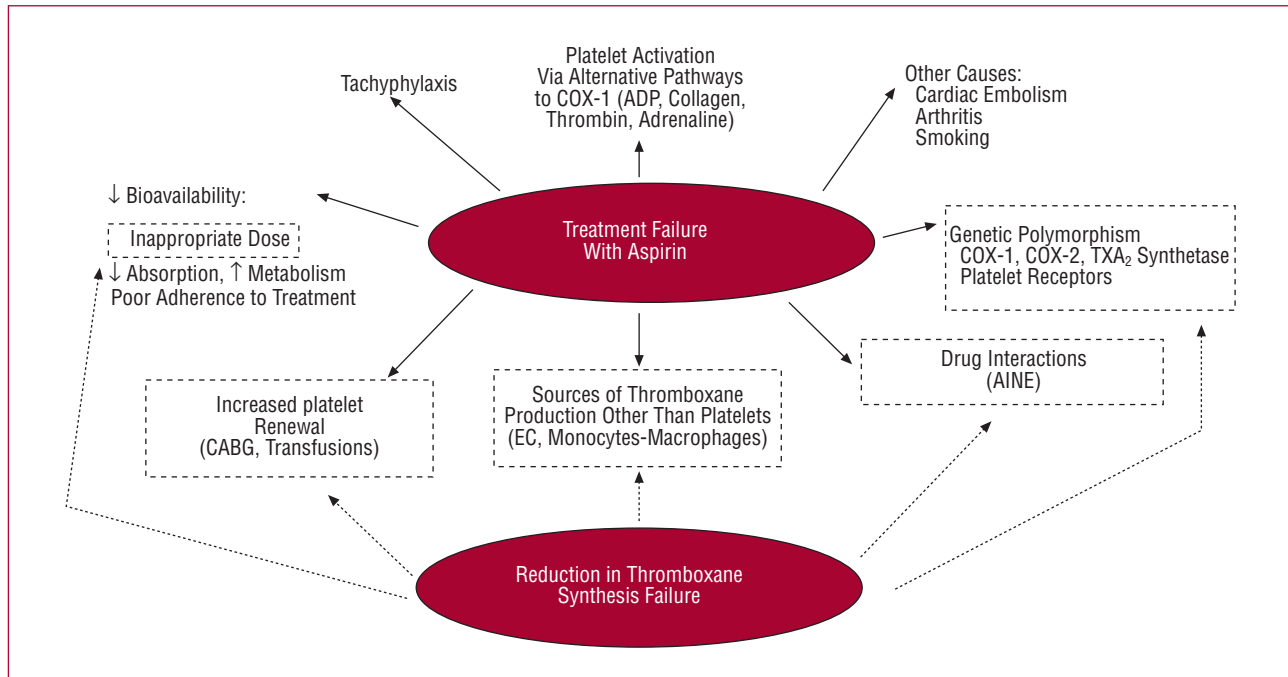 Tachyphylaxis
Platelet Activation
Via Alternative Pathways
to COX-1 (ADP, Collagen,
Thrombin, Adrenaline)
Other Causes:
Cardiac Embolism
Arthritis
Smoking
↓ Bioavailability:
Inappropriate Dose
↓ Absorption, ↑ Metabolism
Poor Adherence to Treatment
Treatment Failure
With Aspirin
Genetic Polymorphism
COX-1, COX-2, TXA₂ Synthetase
Platelet Receptors
Increased platelet
Renewal
(CABG, Transfusions)
Sources of Thromboxane
Production Other Than Platelets
(EC, Monocytes-Macrophages)
Drug Interactions
(AINE)
Reduction in Thromboxane
Synthesis Failure